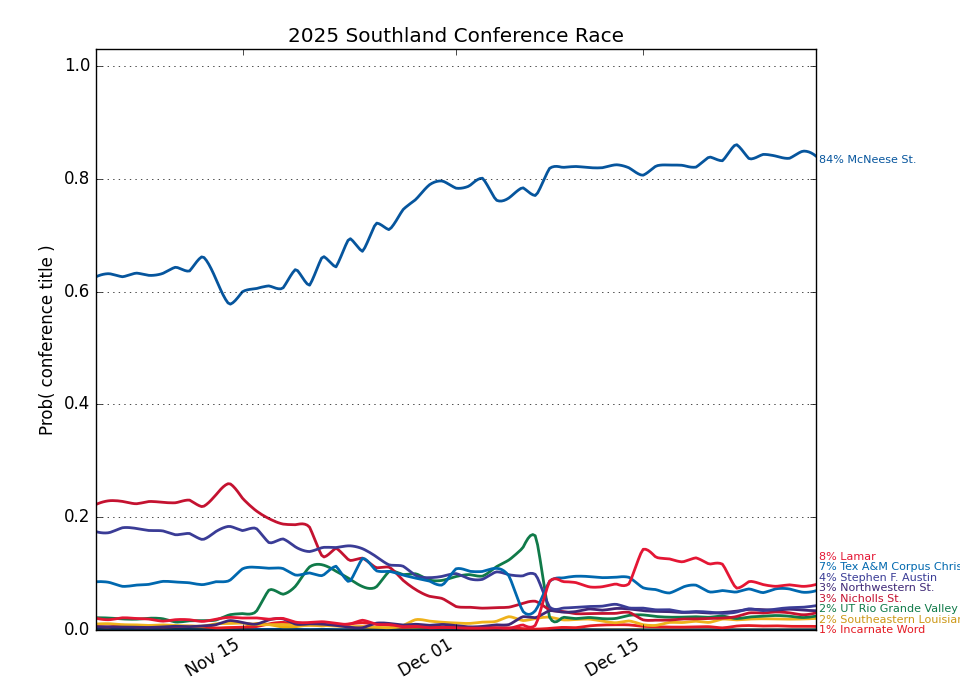 2025 Southland Conference Race
Prob( conference title )
1.0
0.8
0.6
0.4
0.2
0.0
Nov 15
Dec 01
Dec 15
84% McNeese St.
8% Lamar
7% Tex A&M Corpus Chris
4% Stephen F. Austin
3% Northwestern St.
3% Nicholls St.
2% UT Rio Grande Valley
2% Southeastern Louisian
1% Incarnate Word